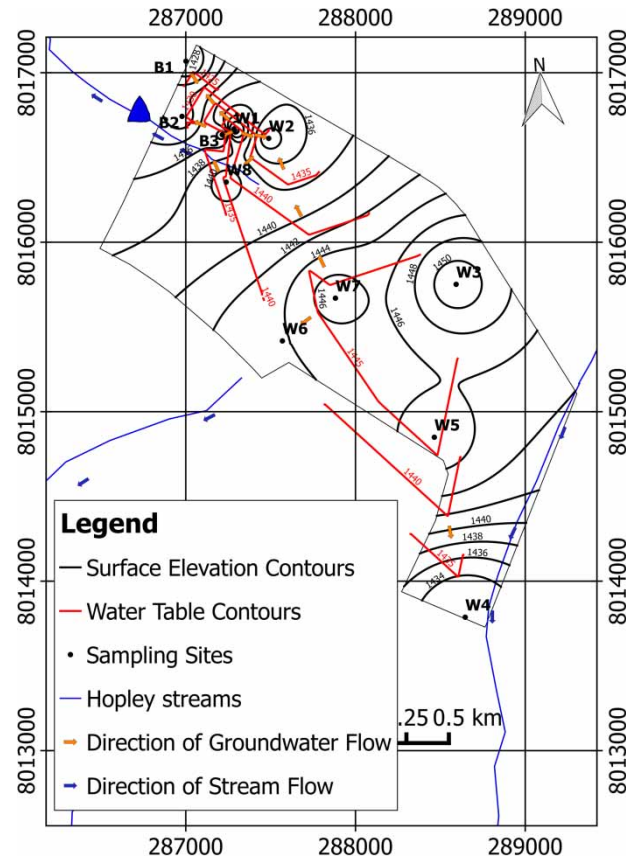 287000 288000 289000
8017000 8017000
8016000 8016000
8015000 8015000
8014000 8014000
8013000 8013000
N
B1
1428
W1
W2
1436
B2
B3
1438
W8
1435
1435
1440
1440
1442
1444
1440
1448
1450
W3
W7
1446
1446
W6
1445
W5
1440
1440
1438
1436
1434
W4
Legend
Surface Elevation Contours
Water Table Contours
Sampling Sites
Hopley streams
Direction of Groundwater Flow
Direction of Stream Flow
.25 0.5 km
287000 288000 289000